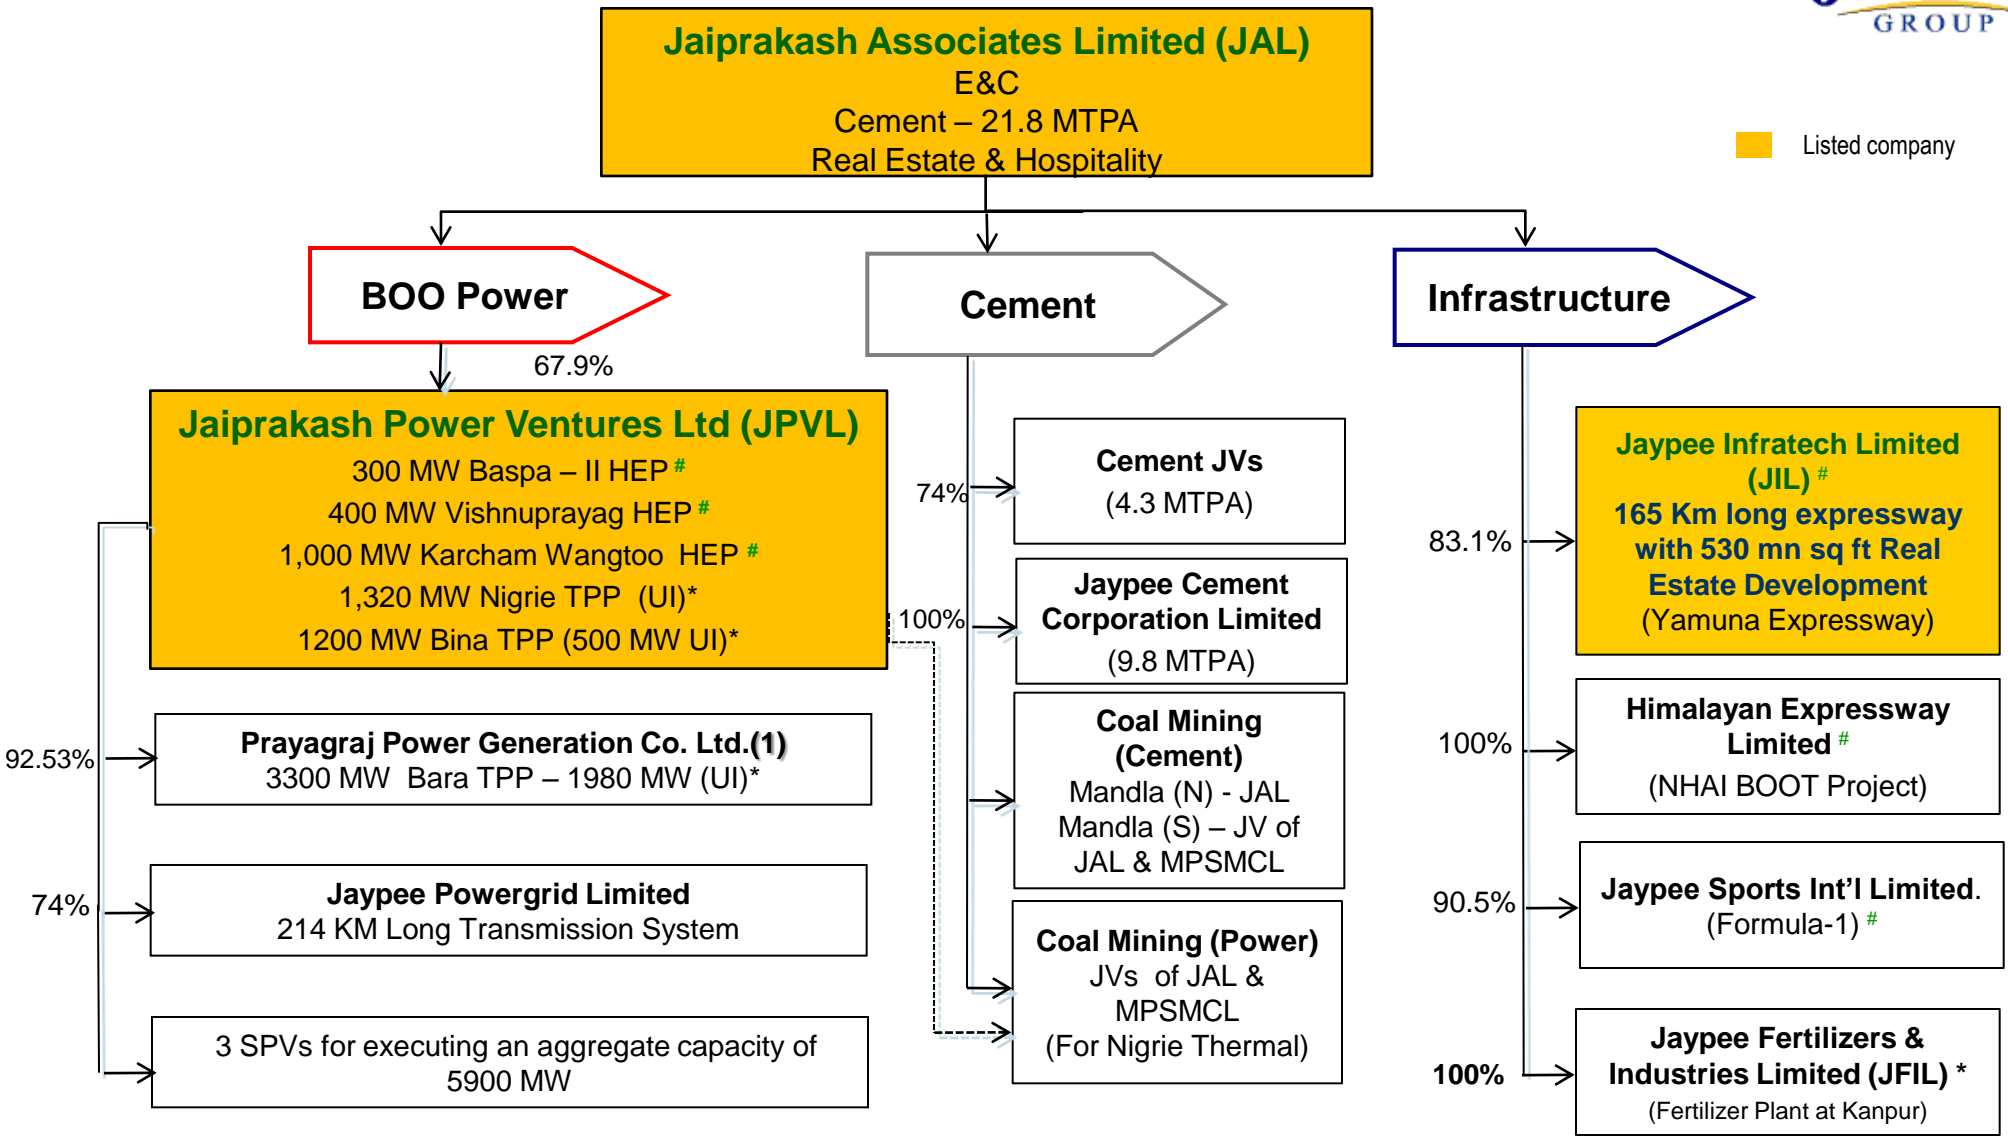 GROUP
Jaiprakash Associates Limited (JAL)
E&C
Cement – 21.8 MTPA
Real Estate & Hospitality
Listed company
BOO Power
67.9%
Jaiprakash Power Ventures Ltd (JPVL)
300 MW Baspa – II HEP #
400 MW Vishnuprayag HEP #
1,000 MW Karcham Wangtoo HEP #
1,320 MW Nigrie TPP (UI)*
1200 MW Bina TPP (500 MW UI)*
92.53%
Prayagraj Power Generation Co. Ltd.(1)
3300 MW Bara TPP – 1980 MW (UI)*
74%
Jaypee Powergrid Limited
214 KM Long Transmission System
3 SPVs for executing an aggregate capacity of
5900 MW
Cement
74%
Cement JVs
(4.3 MTPA)
100%
Jaypee Cement
Corporation Limited
(9.8 MTPA)
Coal Mining
(Cement)
Mandla (N) - JAL
Mandla (S) – JV of
JAL & MPSMCL
Coal Mining (Power)
JVs of JAL &
MPSMCL
(For Nigrie Thermal)
Infrastructure
83.1%
Jaypee Infratech Limited
(JIL) #
165 Km long expressway
with 530 mn sq ft Real
Estate Development
(Yamuna Expressway)
100%
Himalayan Expressway
Limited #
(NHAI BOOT Project)
90.5%
Jaypee Sports Int’l Limited.
(Formula-1) #
100%
Jaypee Fertilizers &
Industries Limited (JFIL) *
(Fertilizer Plant at Kanpur)